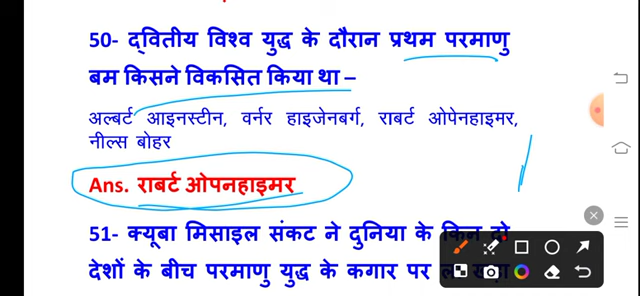 50- द्वितीय विश्व युद्ध के दौरान प्रथम परमाणु
बम किसने विकसित किया था –
अल्बर्ट आइनस्टीन, वर्नर हाइजेनबर्ग, राबर्ट ओपेनहाइमर,
नील्स बोहर
Ans. राबर्ट ओपनहाइमर
51- क्यूबा मिसाइल संकट ने दुनिया के किन दो
देशों के बीच परमाणु युद्ध के कगार पर